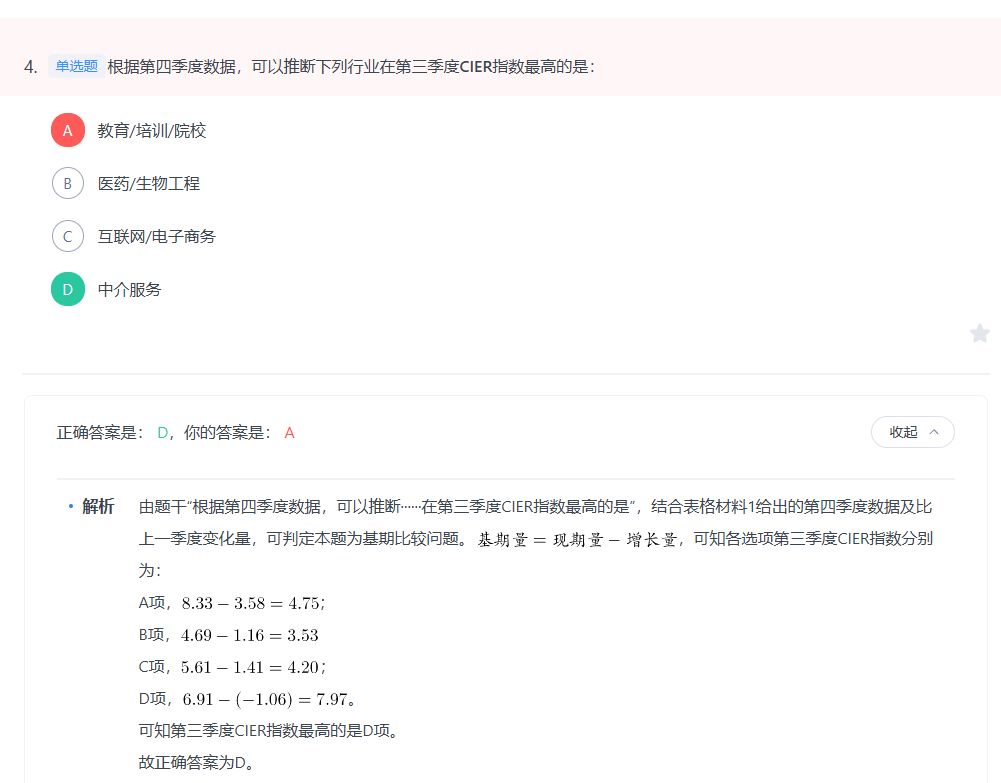 4. 单选题 根据第四季度数据，可以推断下列行业在第三季度CIER指数最高的是：
A 教育/培训/院校
B 医药/生物工程
C 互联网/电子商务
D 中介服务
正确答案是： D，你的答案是： A
收起
• 解析 由题干“根据第四季度数据，可以推断······在第三季度CIER指数最高的是”，结合表格材料1给出的第四季度数据及比
上一季度变化量，可判定本题为基期比较问题。基期量 = 现期量 − 增长量，可知各选项第三季度CIER指数分别
为：
A项，8.33 − 3.58 = 4.75；
B项，4.69 − 1.16 = 3.53
C项，5.61 − 1.41 = 4.20；
D项，6.91 − (−1.06) = 7.97。
可知第三季度CIER指数最高的是D项。
故正确答案为D。